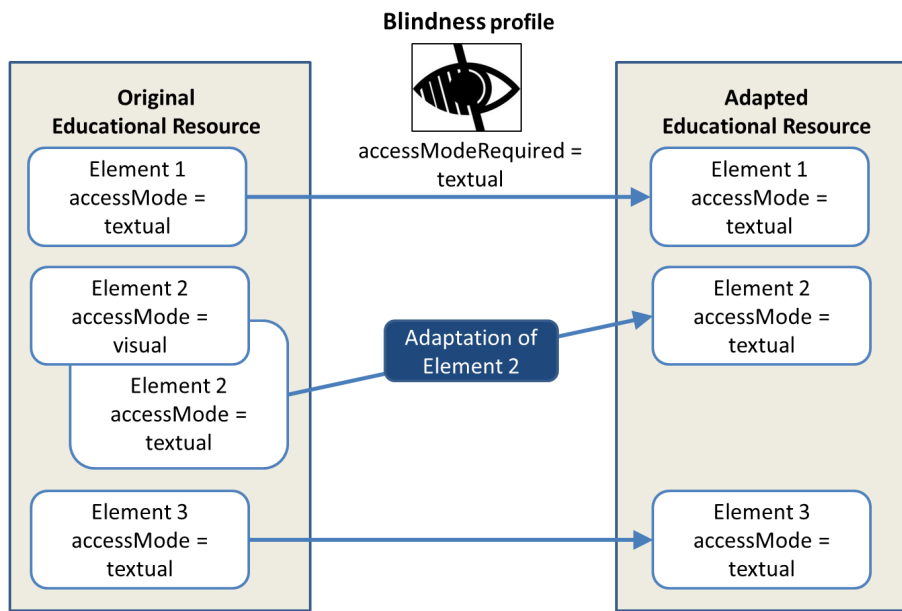 Blindness profile
accessModeRequired =
textual
Original
Educational Resource
Element 1
accessMode =
textual
Element 2
accessMode =
visual
Element 2
accessMode =
textual
Element 3
accessMode =
textual
Adaptation of
Element 2
Adapted
Educational Resource
Element 1
accessMode =
textual
Element 2
accessMode =
textual
Element 3
accessMode =
textual